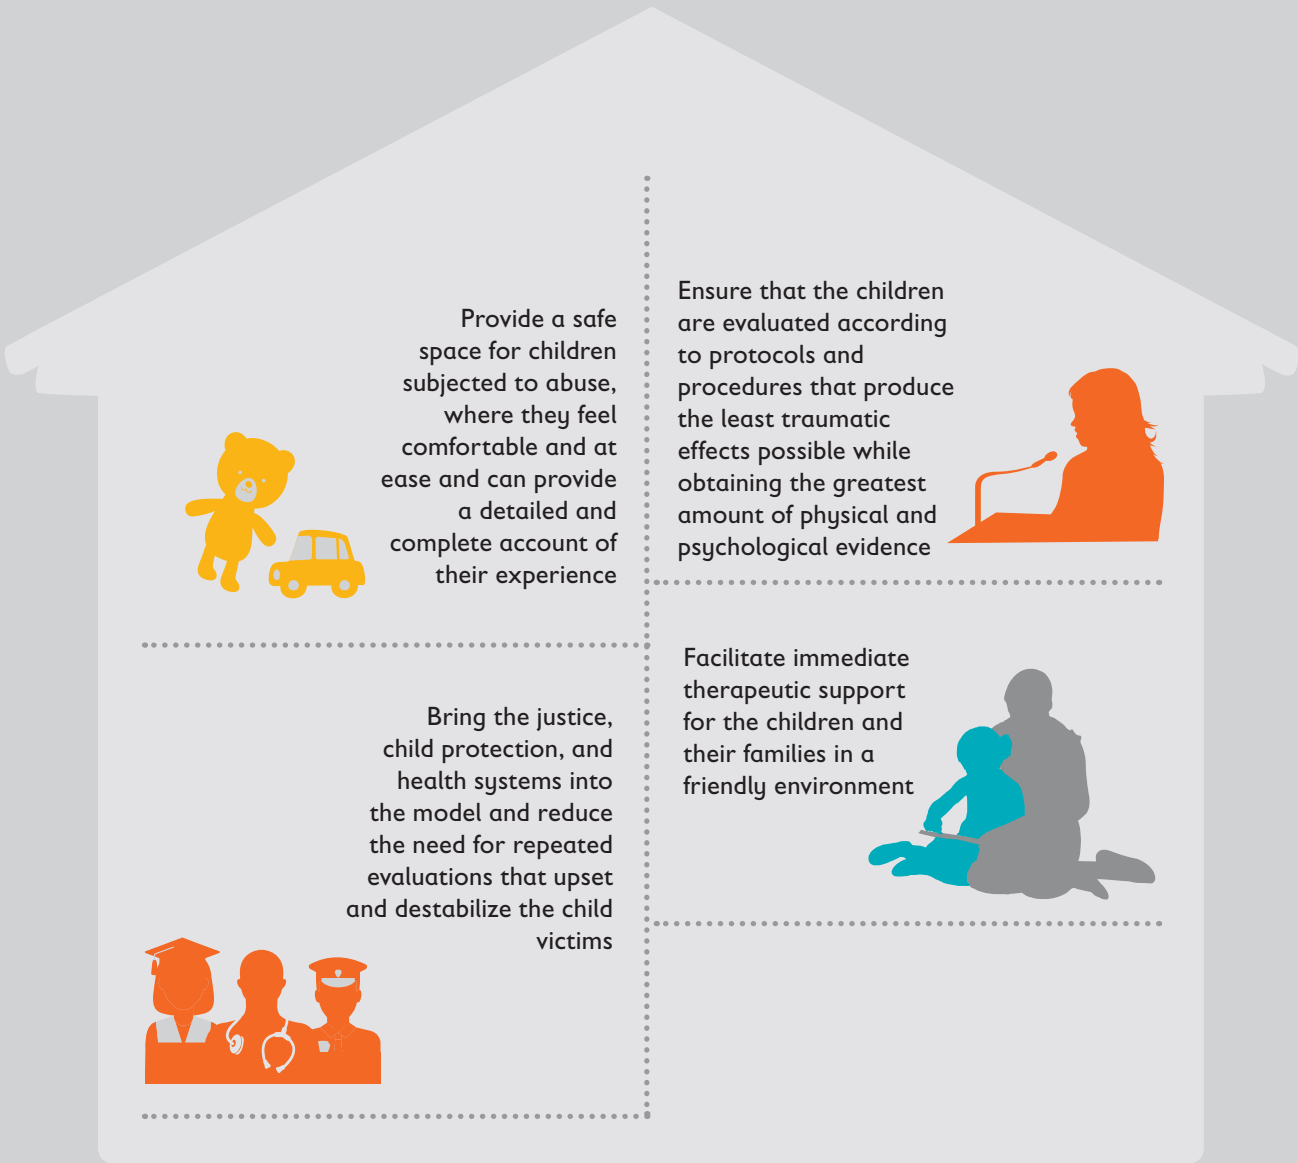 Provide a safe
space for children
subjected to abuse,
where they feel
comfortable and at
ease and can provide
a detailed and
complete account of
their experience
Ensure that the children
are evaluated according
to protocols and
procedures that produce
the least traumatic
effects possible while
obtaining the greatest
amount of physical and
psychological evidence
Bring the justice,
child protection, and
health systems into
the model and reduce
the need for repeated
evaluations that upset
and destabilize the child
victims
Facilitate immediate
therapeutic support
for the children and
their families in a
friendly environment